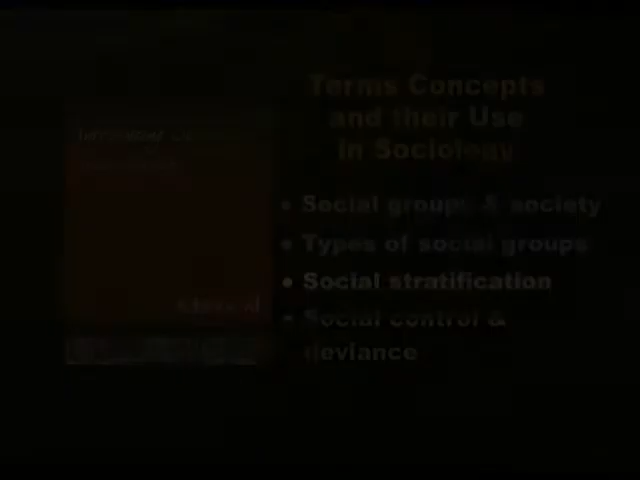 Terms Concepts
and their Use
in Sociology
• Social groups & society
• Types of social groups
• Social stratification
• Social control &
deviance